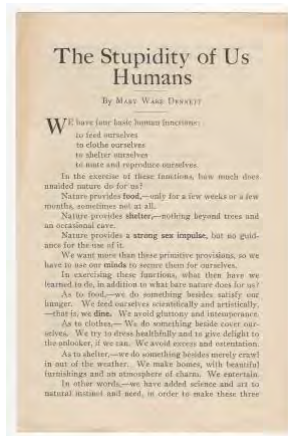 The Stupidity of Us
Humans
By MARY WARE DENNETT
WE have four basic human functions:
to feed ourselves
to clothe ourselves
to shelter ourselves
to mate and reproduce ourselves.
In the exercise of these functions, how much does
unaided nature do for us?
Nature provides food,—only for a few weeks or a few
months, sometimes not at all.
Nature provides shelter,—nothing beyond trees and
an occasional cave.
Nature provides a strong sex impulse, but no guid-
ance for the use of it.
We want more than these primitive provisions, so we
have to use our minds to secure them for ourselves.
In exercising these functions, what then have we
learned to do, in addition to what bare nature does for us?
As to food,—we do something besides satisfy our
hunger. We feed ourselves scientifically and artistically,
—that is, we dine. We avoid gluttony and intemperance.
As to clothes,— We do something beside cover our-
selves. We try to dress healthfully and to give delight to
the onlooker, if we can. We avoid excess and ostentation.
As to shelter,—we do something besides merely crawl
in out of the weather. We make homes, with beautiful
furnishings and an atmosphere of charm. We entertain.
In other words,—we have added science and art to
natural instinct and need, in order to make these three